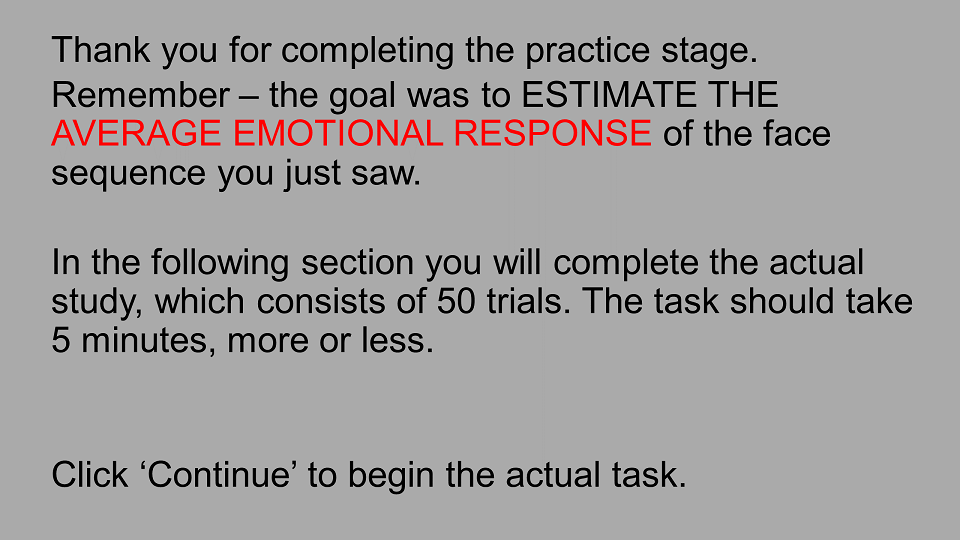 Thank you for completing the practice stage.
Remember – the goal was to ESTIMATE THE
AVERAGE EMOTIONAL RESPONSE of the face
sequence you just saw.
In the following section you will complete the actual
study, which consists of 50 trials. The task should take
5 minutes, more or less.
Click ‘Continue’ to begin the actual task.